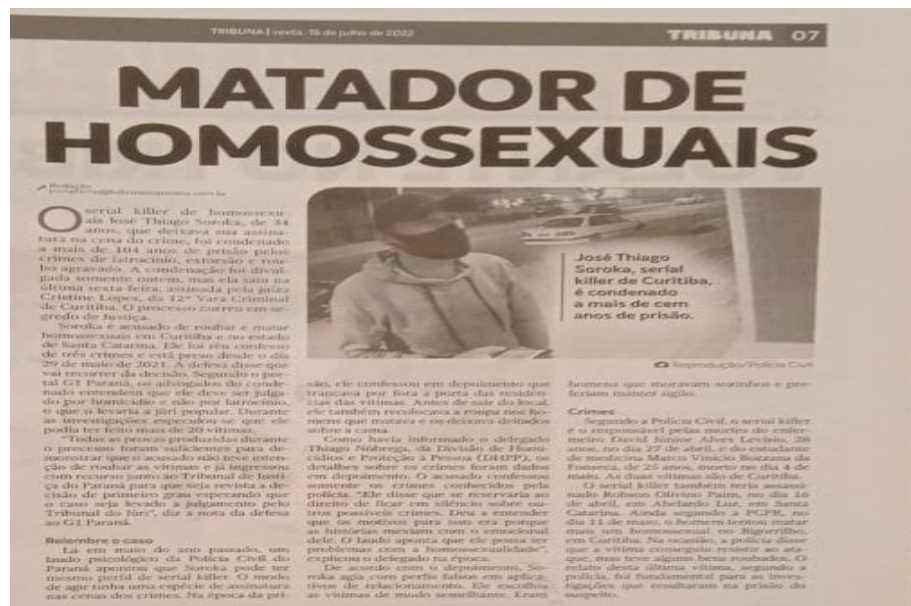 TRIBUNA | sexta, 15 de julho de 2022
TRIBUNA 07
MATADOR DE
HOMOSSEXUAIS
Redação
O serial killer de homossexu-
ais José Thiago Soroka, de 34
anos, que deixava sua assina-
tura na cena do crime, foi condenado
a mais de 104 anos de prisão pelos
crimes de latrocínio, extorsão e rou-
bo agravado. A condenação foi divul-
gada somente ontem, mas ela saiu na
última sexta-feira, assinada pela juíza
Cristine Lopes, da 12ª Vara Criminal
de Curitiba. O processo correu em se-
gredo de Justiça.
Soroka é acusado de roubar e matar
homossexuais em Curitiba e no estado
de Santa Catarina. Ele foi réu confesso
de três crimes e está preso desde o dia
29 de maio de 2021. A defesa disse que
vai recorrer da decisão. Segundo o por-
tal G1 Paraná, os advogados do conde-
nado entendem que ele deve ser julga-
do por homicídio e não por latrocínio,
o que o levaria a júri popular. Durante
as investigações especulou-se que ele
podia ter feito mais de 20 vítimas.
"Todas as provas produzidas durante
o processo foram suficientes para de-
monstrar que o acusado não teve inten-
ção de roubar as vítimas e já ingressou
com recurso junto ao Tribunal de Justi-
ça do Paraná para que seja revista a de-
cisão de primeiro grau esperando que
o caso seja levado a julgamento pelo
Tribunal do Júri", diz a nota da defesa
ao G1 Paraná.
Relembre o caso
Lá em maio do ano passado, um
laudo psicológico da Polícia Civil do
Paraná apontou que Soroka pode ter
mesmo perfil de serial killer. O modo
de agir tinha uma espécie de assinatura
nas cenas dos crimes. Na época da pri-
José Thiago
Soroka, serial
killer de Curitiba,
é condenado
a mais de cem
anos de prisão.
Reprodução/Polícia Civil
são, ele confessou em depoimento que
trancava por fora a porta das residên-
cias das vítimas. Antes de sair do local,
ele também recolocava a roupa nos ho-
mens que matava e os deixava deitados
sobre a cama.
Como havia informado o delegado
Thiago Nóbrega, da Divisão de Homi-
cídios e Proteção à Pessoa (DHPP), os
detalhes sobre os crimes foram dados
em depoimento. O acusado confessou
somente os crimes conhecidos pela
polícia. "Ele disse que se reservaria ao
direito de ficar em silêncio sobre ou-
tros possíveis crimes. Deu a entender
que os motivos para isso era porque
as histórias mexiam com o emocional
dele. O laudo aponta que ele possa ter
problemas com a homossexualidade",
explicou o delegado na época.
De acordo com o depoimento, So-
roka agia com perfis falsos em aplica-
tivos de relacionamento. Ele escolhia
as vítimas de modo semelhante. Eram
homens que moravam sozinhos e pre-
feriam manter sigilo.
Crimes
Segundo a Polícia Civil, o serial killer
é o responsável pelas mortes do enfer-
meiro David Júnior Alves Levisio, 28
anos, no dia 27 de abril, e do estudante
de medicina Marco Vinício Bozzana da
Fonseca, de 25 anos, morto no dia 4 de
maio. As duas vítimas são de Curitiba.
O serial killer também teria assassi-
nado Robson Olivino Paim, no dia 16
de abril, em Abelardo Luz, em Santa
Catarina. Ainda segundo a PCPR, no
dia 11 de maio, o homem tentou matar
mais um homossexual no Bigorrilho,
em Curitiba. Na ocasião, a polícia disse
que a vítima conseguiu resistir ao ata-
que, mas teve alguns bens roubados. O
relato desta última vítima, segundo a
polícia, foi fundamental para as inves-
tigações que resultaram na prisão do
suspeito.